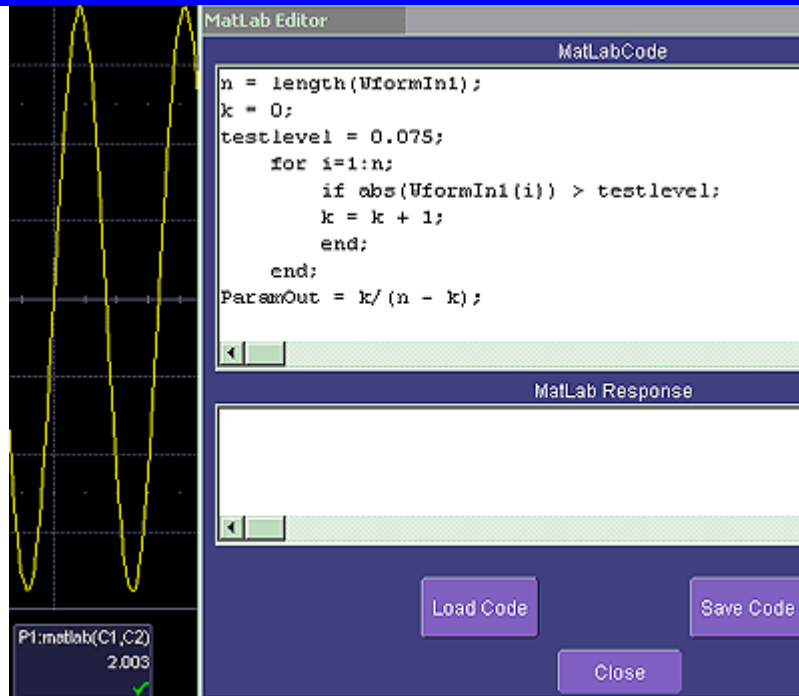 MatLab Editor
MatLabCode
n = length(WformIn1);
k = 0;
testlevel = 0.075;
for i=1:n;
if abs(WformIn1(i)) > testlevel;
k = k + 1;
end;
end;
ParamOut = k/(n - k);
MatLab Response
Load Code
Save Code
Close
P1:matlab(C1,C2)
2.003